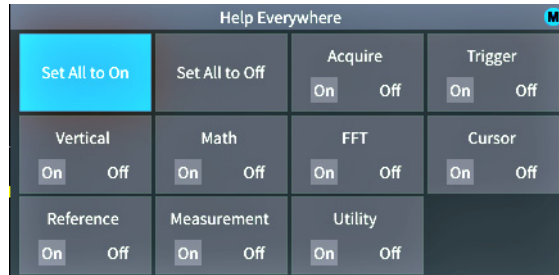 Help Everywhere
M
Set All to On
Set All to Off
Acquire
On Off
Trigger
On Off
Vertical
On Off
Math
On Off
FFT
On Off
Cursor
On Off
Reference
On Off
Measurement
On Off
Utility
On Off